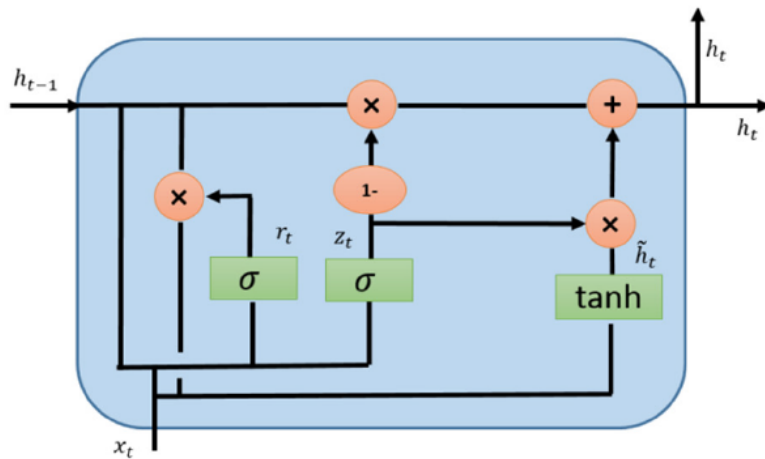 h_t
h_{t-1}
×
+
h_t
1-
×
r_t
z_t
×
h̃_t
σ
σ
tanh
x_t